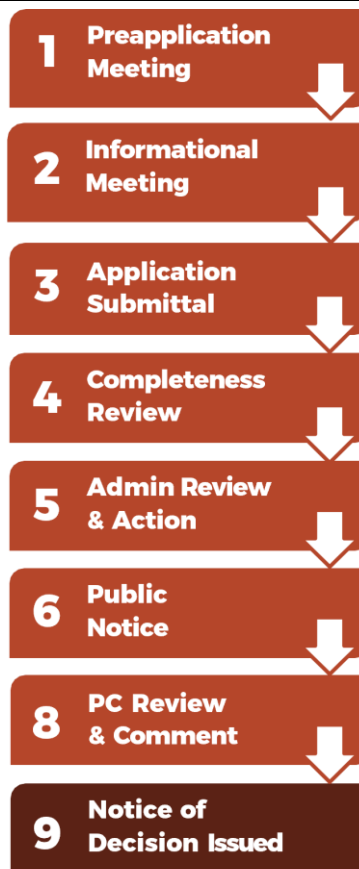 1 Preapplication
Meeting
2 Informational
Meeting
3 Application
Submittal
4 Completeness
Review
5 Admin Review
& Action
6 Public
Notice
8 PC Review
& Comment
9 Notice of
Decision Issued